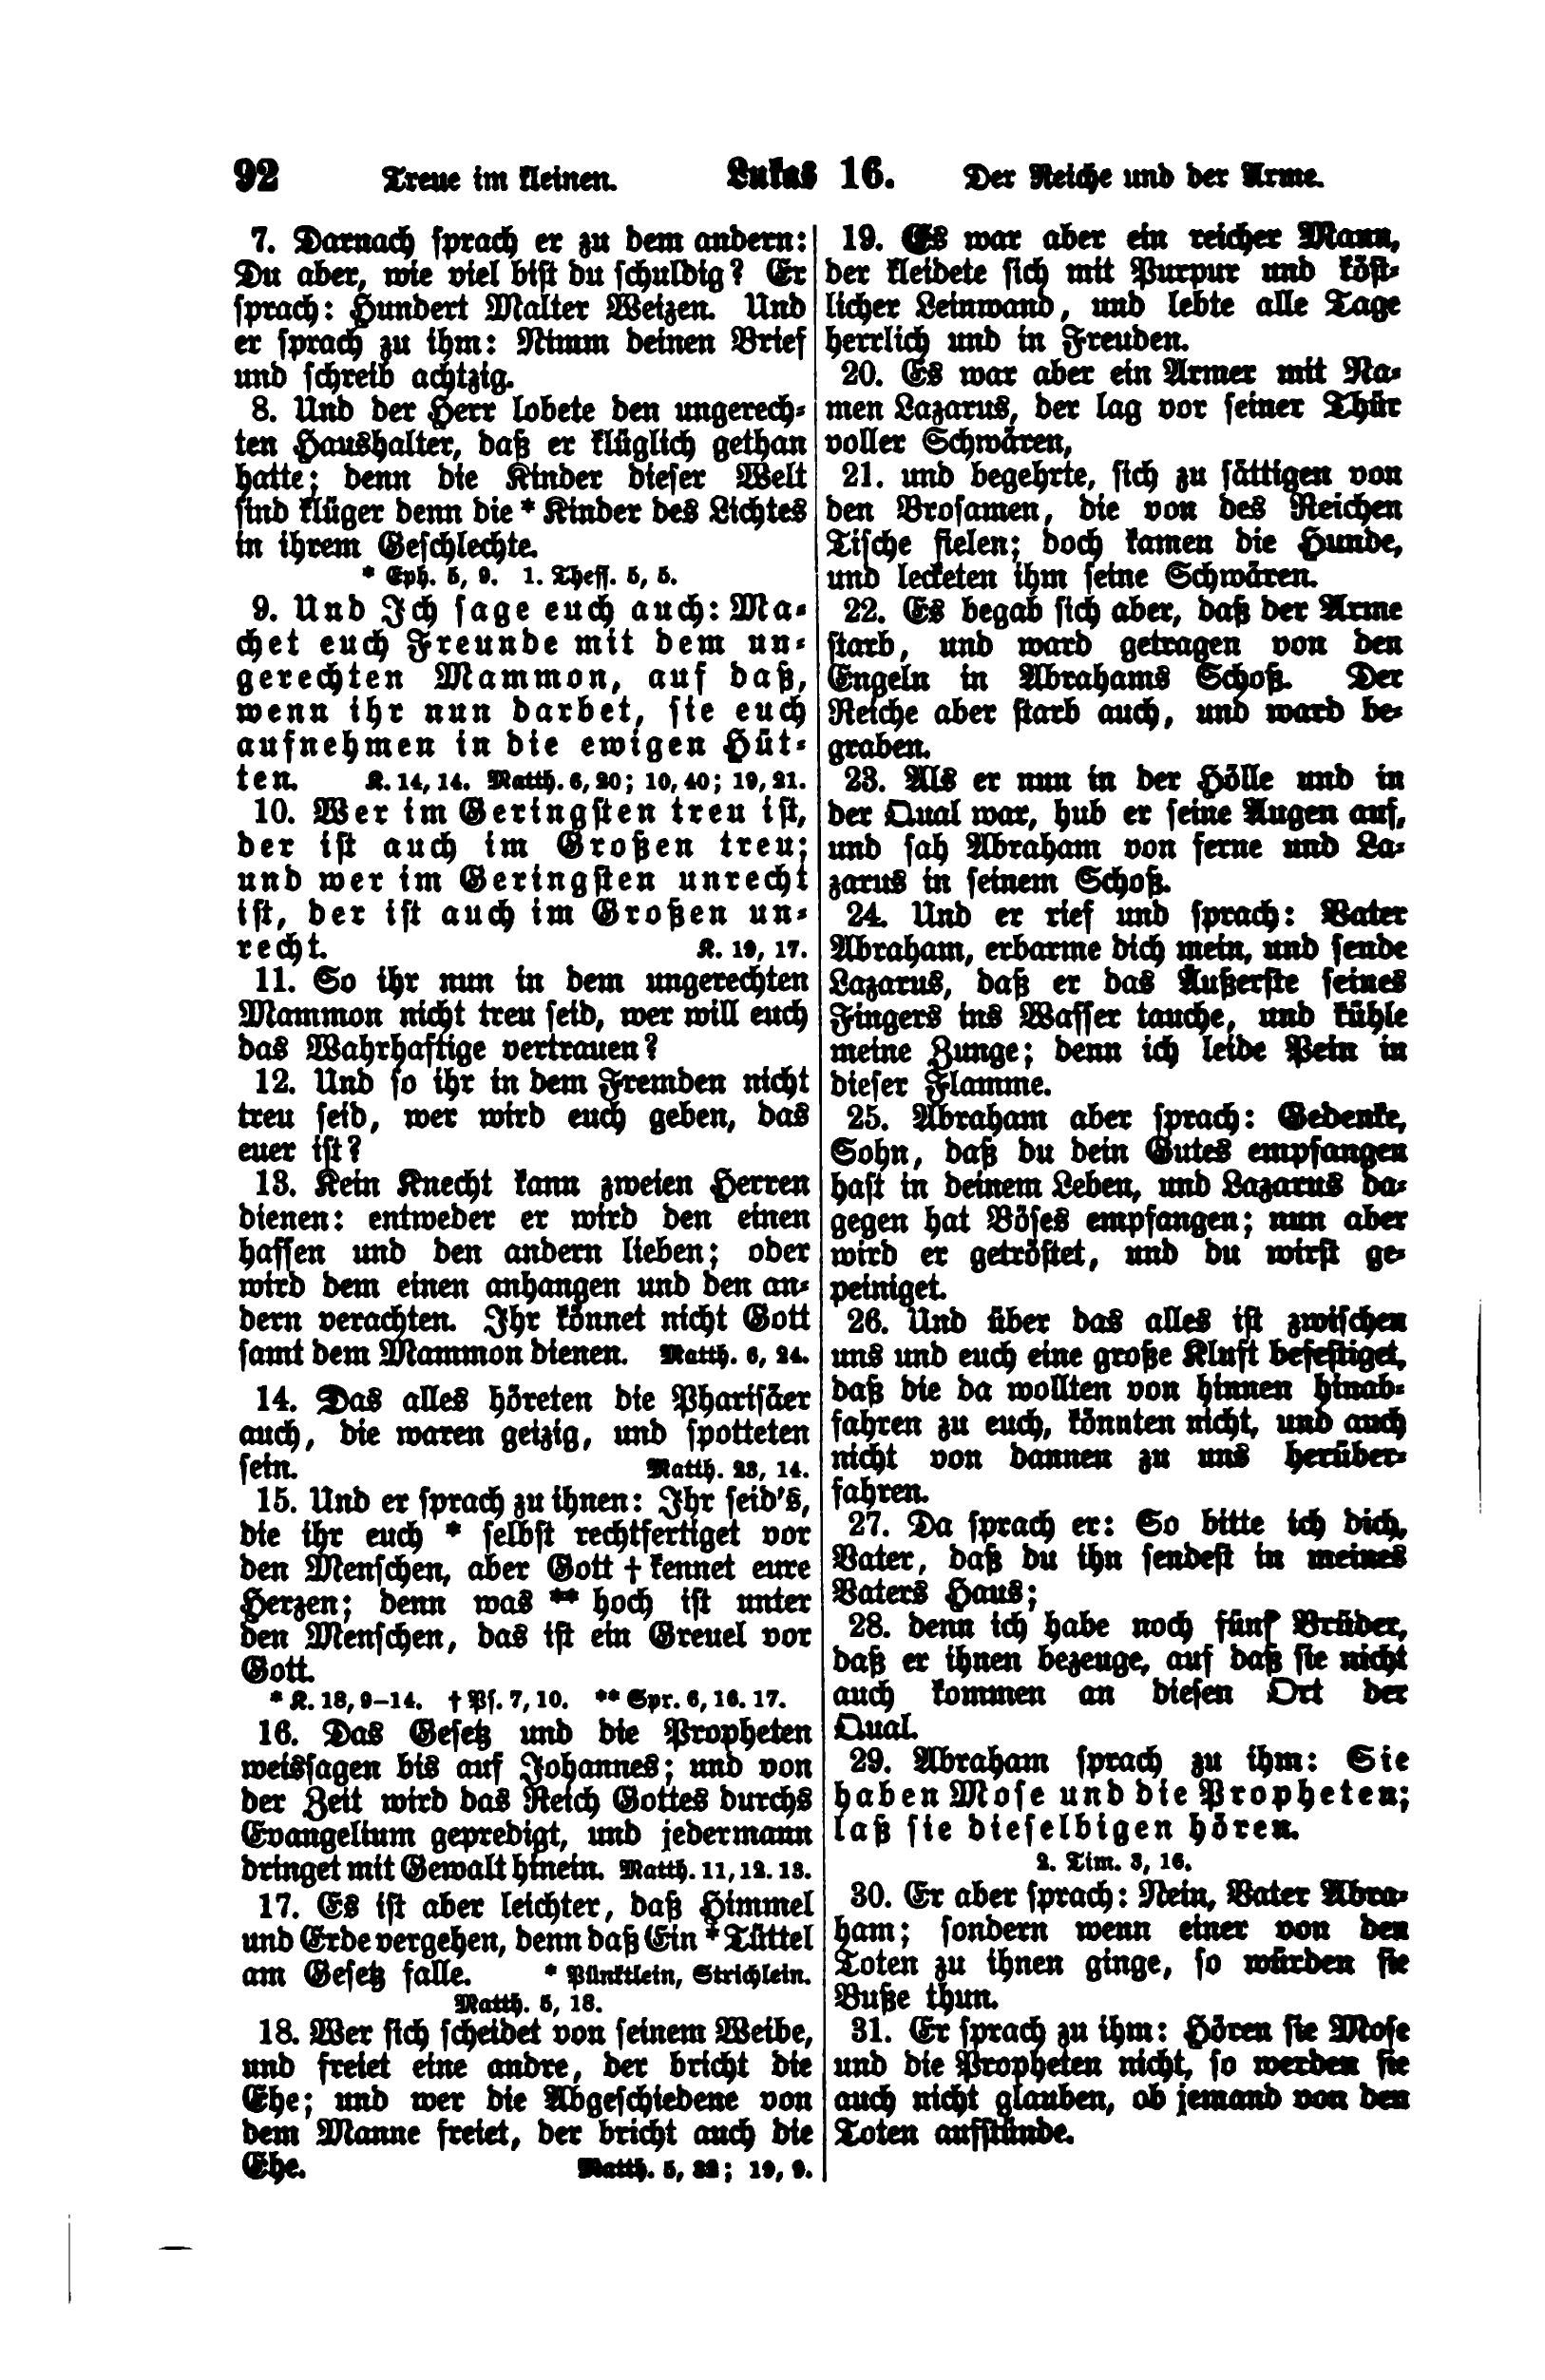 92 Treue im kleinen. Lukas 16. Der Reiche und der Arme.
7. Darnach sprach er zu dem andern:
Du aber, wie viel bist du schuldig? Er
sprach: Hundert Malter Weizen. Und
er sprach zu ihm: Nimm deinen Brief
und schreib achtzig.
8. Und der Herr lobete den ungerech-
ten Haushalter, daß er klüglich gethan
hatte; denn die Kinder dieser Welt
sind klüger denn die * Kinder des Lichtes
in ihrem Geschlechte.
* Eph. 5, 9. 1. Thess. 5, 5.
9. Und Ich sage euch auch: Ma-
chet euch Freunde mit dem un-
gerechten Mammon, auf daß,
wenn ihr nun darbet, sie euch
aufnehmen in die ewigen Hüt-
ten. K. 14, 14. Matth. 6, 20; 10, 40; 19, 21.
10. Wer im Geringsten treu ist,
der ist auch im Großen treu;
und wer im Geringsten unrecht
ist, der ist auch im Großen un-
recht. K. 19, 17.
11. So ihr nun in dem ungerechten
Mammon nicht treu seid, wer will euch
das Wahrhaftige vertrauen?
12. Und so ihr in dem Fremden nicht
treu seid, wer wird euch geben, das
euer ist?
13. Kein Knecht kann zweien Herren
dienen: entweder er wird den einen
hassen und den andern lieben; oder
wird dem einen anhangen und den an-
dern verachten. Ihr könnet nicht Gott
samt dem Mammon dienen. Matth. 6, 24.
14. Das alles höreten die Pharisäer
auch, die waren geizig, und spotteten
sein. Matth. 23, 14.
15. Und er sprach zu ihnen: Ihr seid's,
die ihr euch * selbst rechtfertiget vor
den Menschen, aber Gott † kennet eure
Herzen; denn was ** hoch ist unter
den Menschen, das ist ein Greuel vor
Gott.
* K. 18, 9–14. † Ps. 7, 10. ** Spr. 6, 16. 17.
16. Das Gesetz und die Propheten
weissagen bis auf Johannes; und von
der Zeit wird das Reich Gottes durchs
Evangelium gepredigt, und jedermann
dringet mit Gewalt hinein. Matth. 11, 12. 13.
17. Es ist aber leichter, daß Himmel
und Erde vergehen, denn daß Ein * Tüttel
am Gesetz falle. * Pünktlein, Strichlein.
Matth. 5, 18.
18. Wer sich scheidet von seinem Weibe,
und freiet eine andre, der bricht die
Ehe; und wer die Abgeschiedene von
dem Manne freiet, der bricht auch die
Ehe. Matth. 5, 32; 19, 9.
19. Es war aber ein reicher Mann,
der kleidete sich mit Purpur und köst-
licher Leinwand, und lebte alle Tage
herrlich und in Freuden.
20. Es war aber ein Armer mit Na-
men Lazarus, der lag vor seiner Thür
voller Schwären,
21. und begehrte, sich zu sättigen von
den Brosamen, die von des Reichen
Tische fielen; doch kamen die Hunde,
und lecketen ihm seine Schwären.
22. Es begab sich aber, daß der Arme
starb, und ward getragen von den
Engeln in Abrahams Schoß. Der
Reiche aber starb auch, und ward be-
graben.
23. Als er nun in der Hölle und in
der Qual war, hub er seine Augen auf,
und sah Abraham von ferne und La-
zarus in seinem Schoß.
24. Und er rief und sprach: Vater
Abraham, erbarme dich mein, und sende
Lazarus, daß er das Äußerste seines
Fingers ins Wasser tauche, und kühle
meine Zunge; denn ich leide Pein in
dieser Flamme.
25. Abraham aber sprach: Gedenke,
Sohn, daß du dein Gutes empfangen
hast in deinem Leben, und Lazarus da-
gegen hat Böses empfangen; nun aber
wird er getröstet, und du wirst ge-
peiniget.
26. Und über das alles ist zwischen
uns und euch eine große Kluft befestiget,
daß die da wollten von hinnen hinab-
fahren zu euch, könnten nicht, und auch
nicht von dannen zu uns herüber-
fahren.
27. Da sprach er: So bitte ich dich,
Vater, daß du ihn sendest in meines
Vaters Haus;
28. denn ich habe noch fünf Brüder,
daß er ihnen bezeuge, auf daß sie nicht
auch kommen an diesen Ort der
Qual.
29. Abraham sprach zu ihm: Sie
haben Mose und die Propheten;
laß sie dieselbigen hören.
2. Tim. 3, 16.
30. Er aber sprach: Nein, Vater Abra-
ham; sondern wenn einer von den
Toten zu ihnen ginge, so würden sie
Buße thun.
31. Er sprach zu ihm: Hören sie Mose
und die Propheten nicht, so werden sie
auch nicht glauben, ob jemand von den
Toten aufstünde.